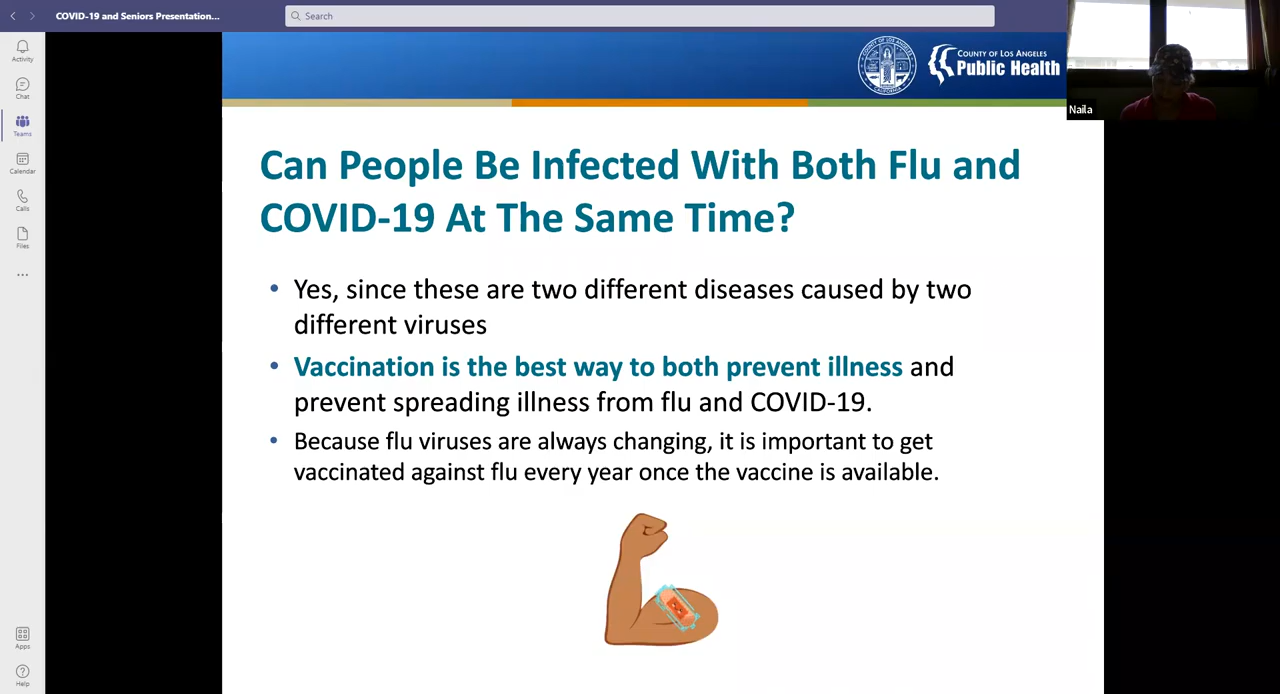 COVID-19 and Seniors Presentation...
Search
Activity
Chat
Teams
Calendar
Calls
Files
Apps
Help
COUNTY OF LOS ANGELES
Public Health
Naila
Can People Be Infected With Both Flu and
COVID-19 At The Same Time?
• Yes, since these are two different diseases caused by two
different viruses
• Vaccination is the best way to both prevent illness and
prevent spreading illness from flu and COVID-19.
• Because flu viruses are always changing, it is important to get
vaccinated against flu every year once the vaccine is available.